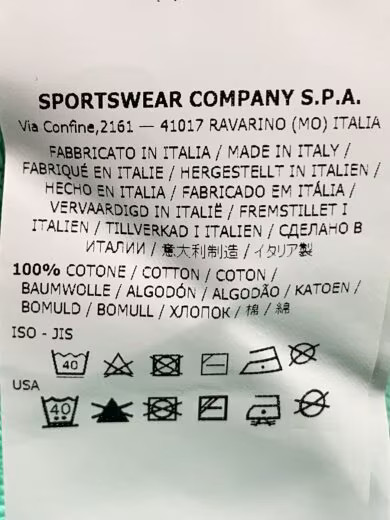 SPORTSWEAR COMPANY S.P.A.
Via Confine,2161 — 41017 RAVARINO (MO) ITALIA
FABBRICATO IN ITALIA / MADE IN ITALY /
FABRIQUÉ EN ITALIE / HERGESTELLT IN ITALIEN /
HECHO EN ITALIA / FABRICADO EM ITÁLIA /
VERVAARDIGD IN ITALIË / FREMSTILLET I
ITALIEN / TILLVERKAD I ITALIEN / СДЕЛАНО В
ИТАЛИИ / 意大利制造 / イタリア製
100% COTONE / COTTON / COTON /
BAUMWOLLE / ALGODÓN / ALGODÃO / KATOEN /
BOMULD / BOMULL / ХЛОПОК / 棉 / 綿
ISO - JIS
40
USA
40